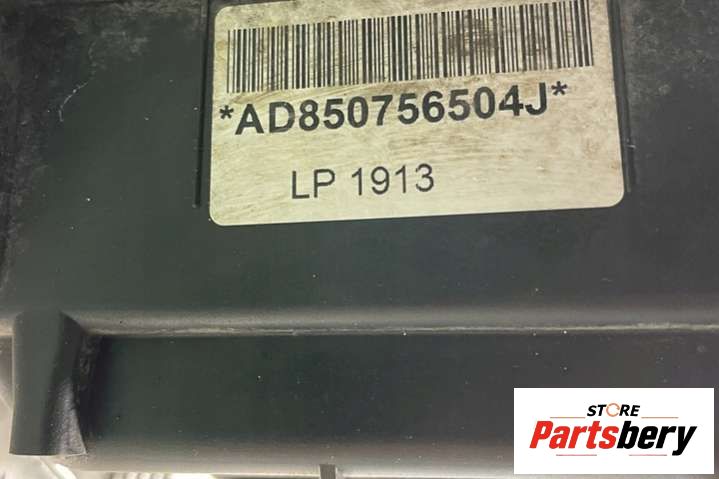 *AD850756504J*
LP 1913
STORE
Partsbery